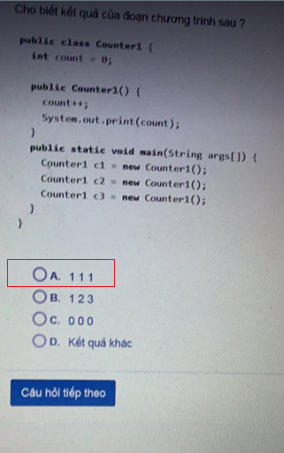 Cho biết kết quả của đoạn chương trình sau ?
public class Counter1 {
int count = 0;
public Counter1() {
count++;
System.out.print(count);
}
public static void main(String args[]) {
Counter1 c1 = new Counter1();
Counter1 c2 = new Counter1();
Counter1 c3 = new Counter1();
}
}
A. 1 1 1
B. 1 2 3
C. 0 0 0
D. Kết quả khác
Câu hỏi tiếp theo